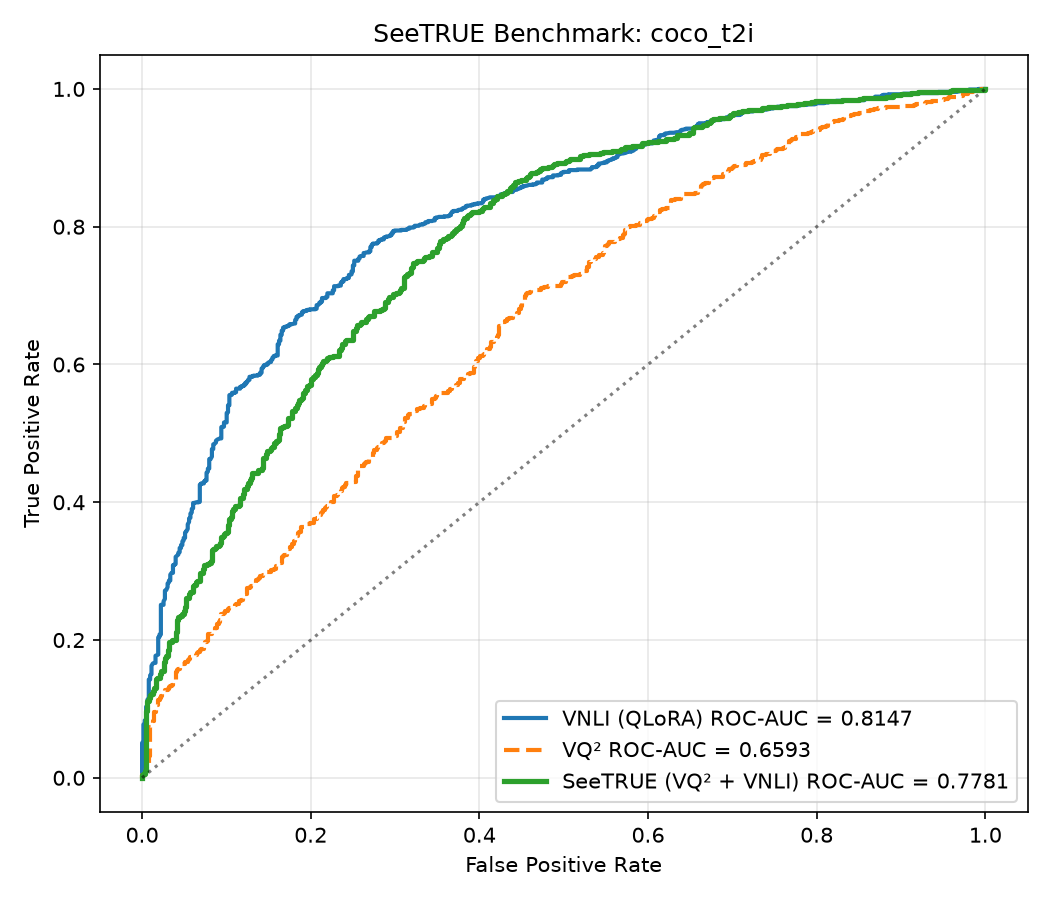 SeeTRUE Benchmark: coco_t2i
1.0
0.8
0.6
0.4
0.2
0.0
True Positive Rate
VNLI (QLoRA) ROC-AUC = 0.8147
VQ² ROC-AUC = 0.6593
SeeTRUE (VQ² + VNLI) ROC-AUC = 0.7781
0.0 0.2 0.4 0.6 0.8 1.0
False Positive Rate